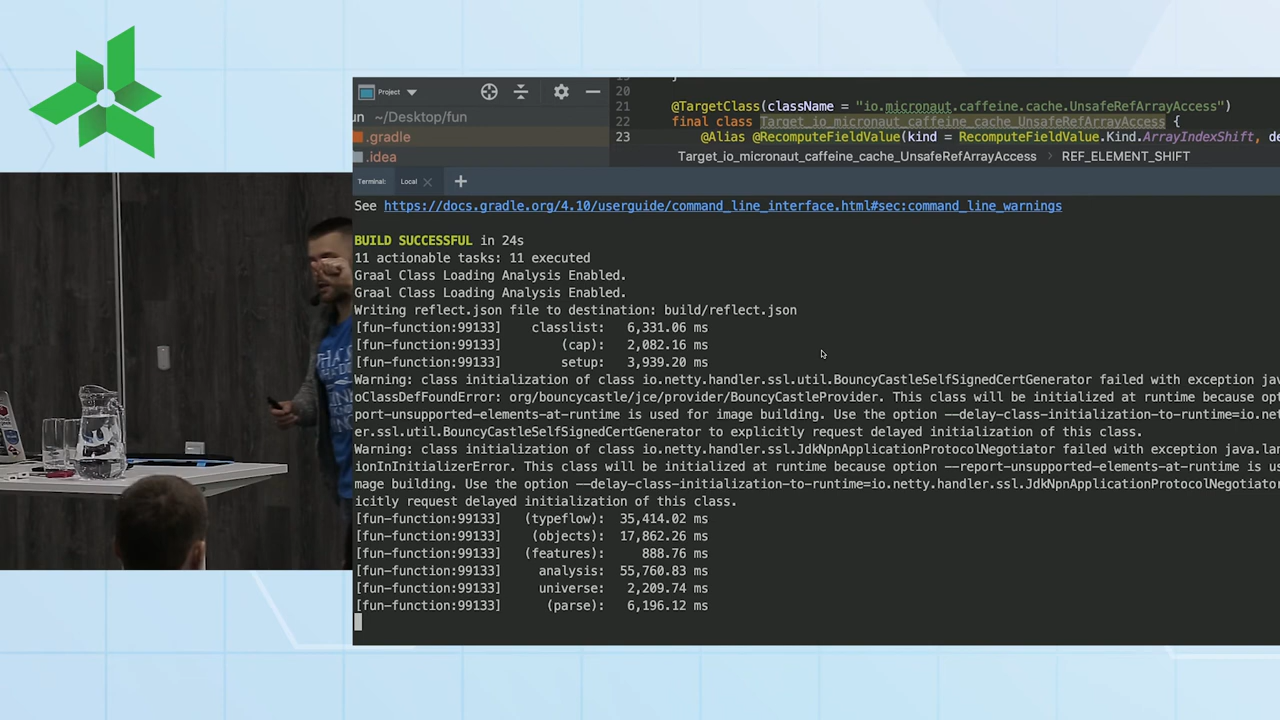 Project
un ~/Desktop/fun
.gradle
.idea
20
21 @TargetClass(className = "io.micronaut.caffeine.cache.UnsafeRefArrayAccess")
22 final class Target_io_micronaut_caffeine_cache_UnsafeRefArrayAccess {
23 @Alias @RecomputeFieldValue(kind = RecomputeFieldValue.Kind.ArrayIndexShift, de
Target_io_micronaut_caffeine_cache_UnsafeRefArrayAccess > REF_ELEMENT_SHIFT
Terminal: Local × +
See https://docs.gradle.org/4.10/userguide/command_line_interface.html#sec:command_line_warnings
BUILD SUCCESSFUL in 24s
11 actionable tasks: 11 executed
Graal Class Loading Analysis Enabled.
Graal Class Loading Analysis Enabled.
Writing reflect.json file to destination: build/reflect.json
[fun-function:99133] classlist: 6,331.06 ms
[fun-function:99133] (cap): 2,082.16 ms
[fun-function:99133] setup: 3,939.20 ms
Warning: class initialization of class io.netty.handler.ssl.util.BouncyCastleSelfSignedCertGenerator failed with exception jav
oClassDefFoundError: org/bouncycastle/jce/provider/BouncyCastleProvider. This class will be initialized at runtime because opt
port-unsupported-elements-at-runtime is used for image building. Use the option --delay-class-initialization-to-runtime=io.net
er.ssl.util.BouncyCastleSelfSignedCertGenerator to explicitly request delayed initialization of this class.
Warning: class initialization of class io.netty.handler.ssl.JdkNpnApplicationProtocolNegotiator failed with exception java.lan
ionInInitializerError. This class will be initialized at runtime because option --report-unsupported-elements-at-runtime is us
mage building. Use the option --delay-class-initialization-to-runtime=io.netty.handler.ssl.JdkNpnApplicationProtocolNegotiator
icitly request delayed initialization of this class.
[fun-function:99133] (typeflow): 35,414.02 ms
[fun-function:99133] (objects): 17,862.26 ms
[fun-function:99133] (features): 888.76 ms
[fun-function:99133] analysis: 55,760.83 ms
[fun-function:99133] universe: 2,209.74 ms
[fun-function:99133] (parse): 6,196.12 ms